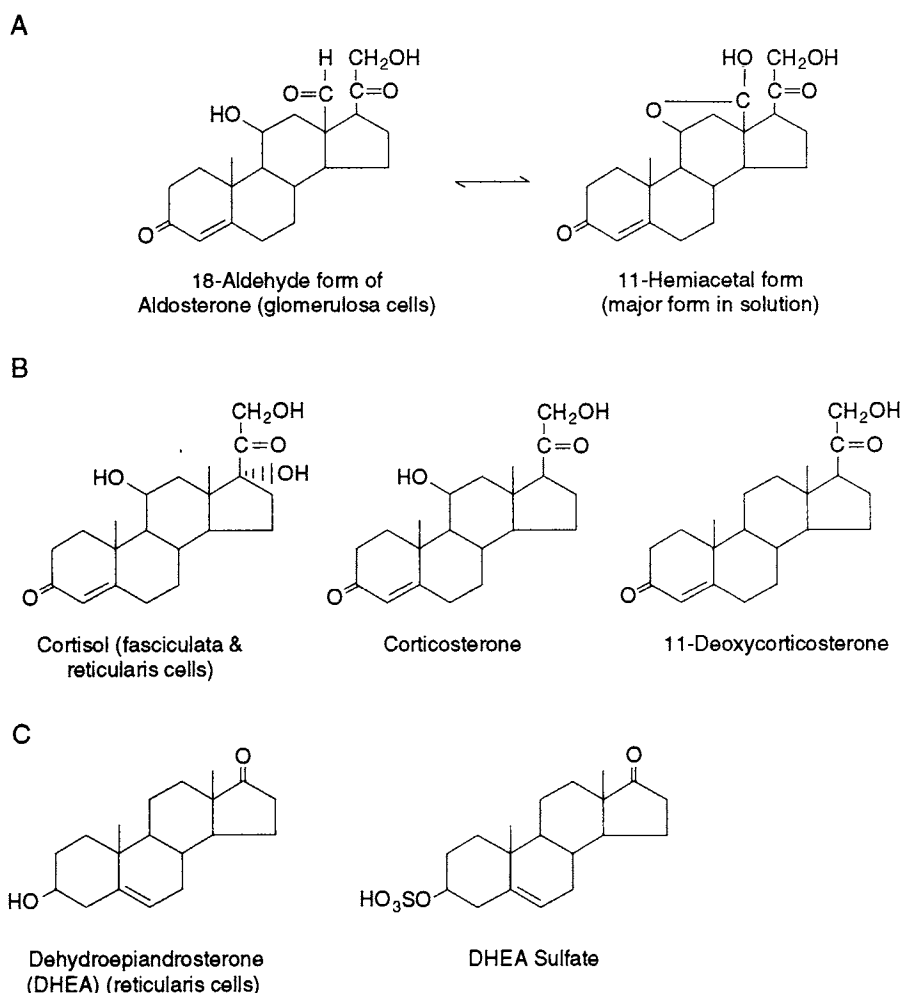 A
H CH₂OH
O=C C=O
HO
O
18-Aldehyde form of
Aldosterone (glomerulosa cells)
HO CH₂OH
O C C=O
O
11-Hemiacetal form
(major form in solution)
B
CH₂OH
C=O
HO OH
O
Cortisol (fasciculata &
reticularis cells)
CH₂OH
C=O
HO
O
Corticosterone
CH₂OH
C=O
O
11-Deoxycorticosterone
C
O
HO
Dehydroepiandrosterone
(DHEA) (reticularis cells)
O
HO₃SO
DHEA Sulfate